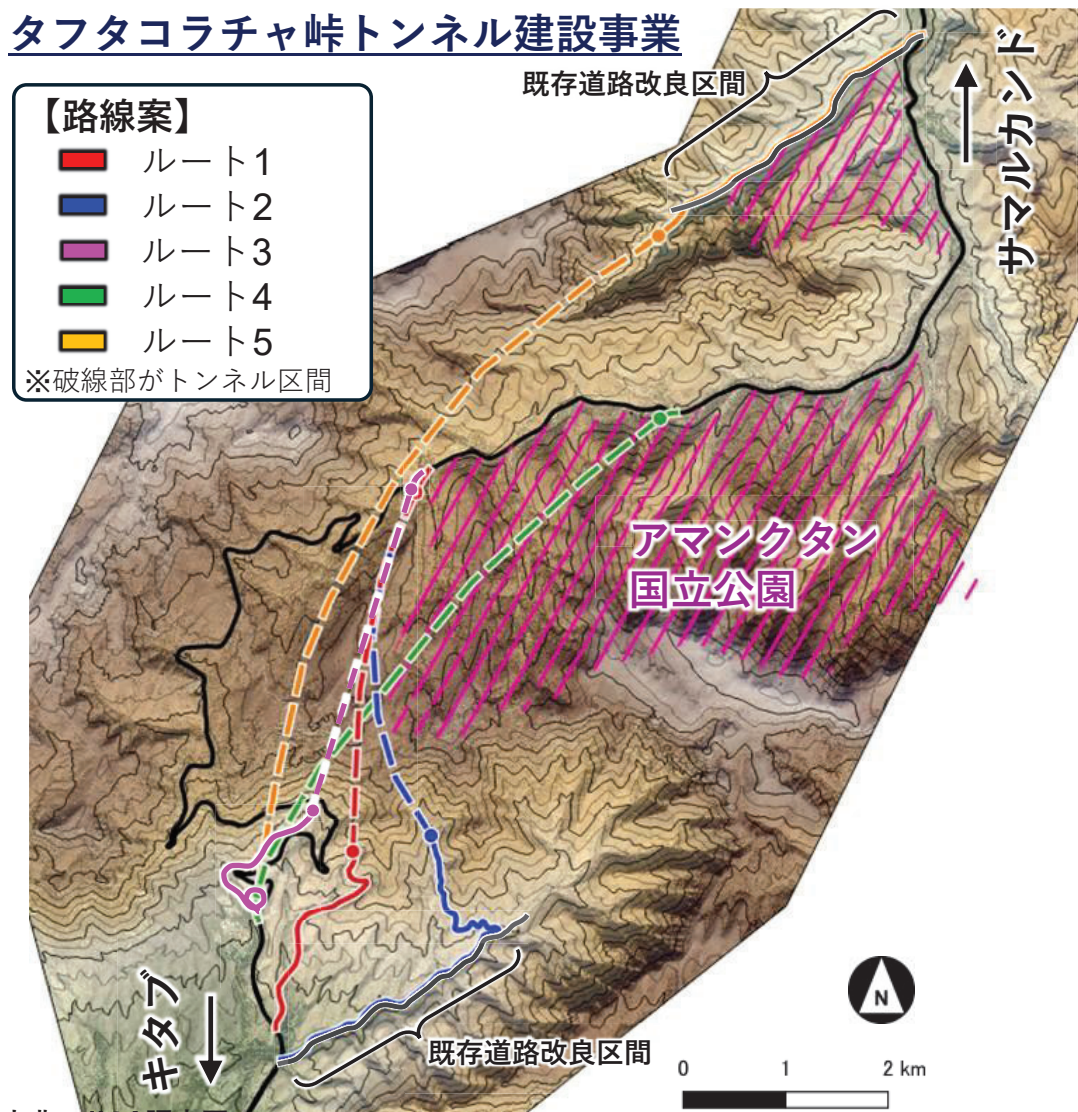 タフタコラチャ峠トンネル建設事業
【路線案】
ルート1
ルート2
ルート3
ルート4
ルート5
※破線部がトンネル区間
既存道路改良区間
サマルカンド
アマンクタン
国立公園
キタブ
既存道路改良区間
N
0 1 2 km